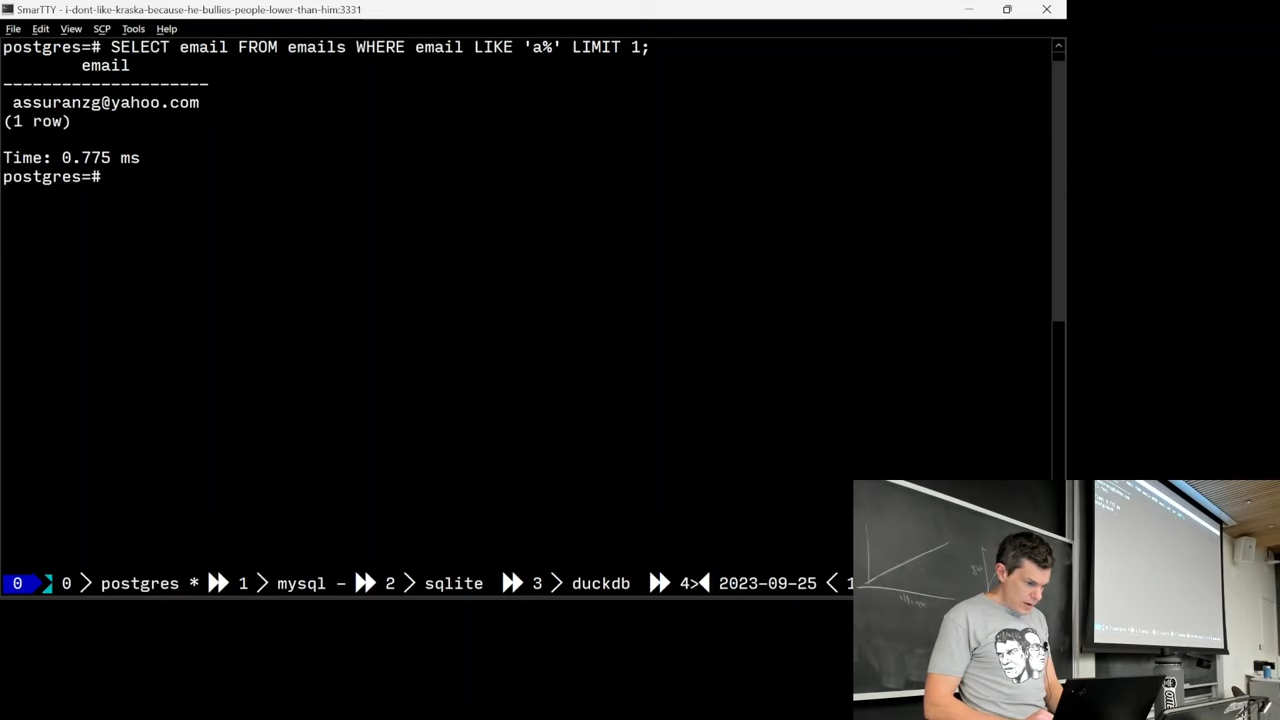 SmarTTY - i-dont-like-kraska-because-he-bullies-people-lower-than-him:3331
File Edit View SCP Tools Help
postgres=# SELECT email FROM emails WHERE email LIKE 'a%' LIMIT 1;
email
---------------------
assuranzg@yahoo.com
(1 row)
Time: 0.775 ms
postgres=#
0 0 > postgres * 1 > mysql - 2 > sqlite 3 > duckdb 4> 2023-09-25 < 1